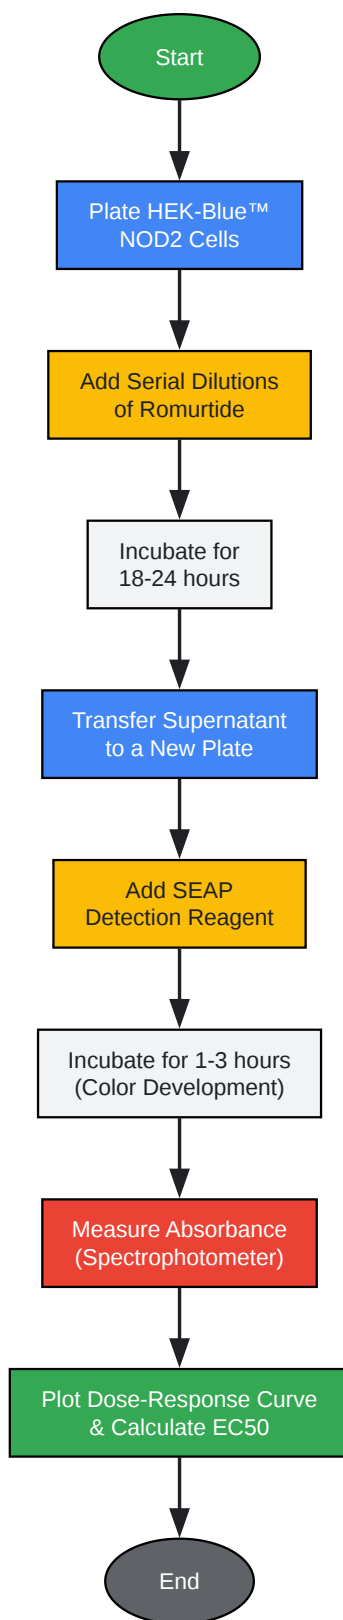 Start
Plate HEK-Blue™
NOD2 Cells
Add Serial Dilutions
of Romurtide
Incubate for
18-24 hours
Transfer Supernatant
to a New Plate
Add SEAP
Detection Reagent
Incubate for 1-3 hours
(Color Development)
Measure Absorbance
(Spectrophotometer)
Plot Dose-Response Curve
& Calculate EC50
End